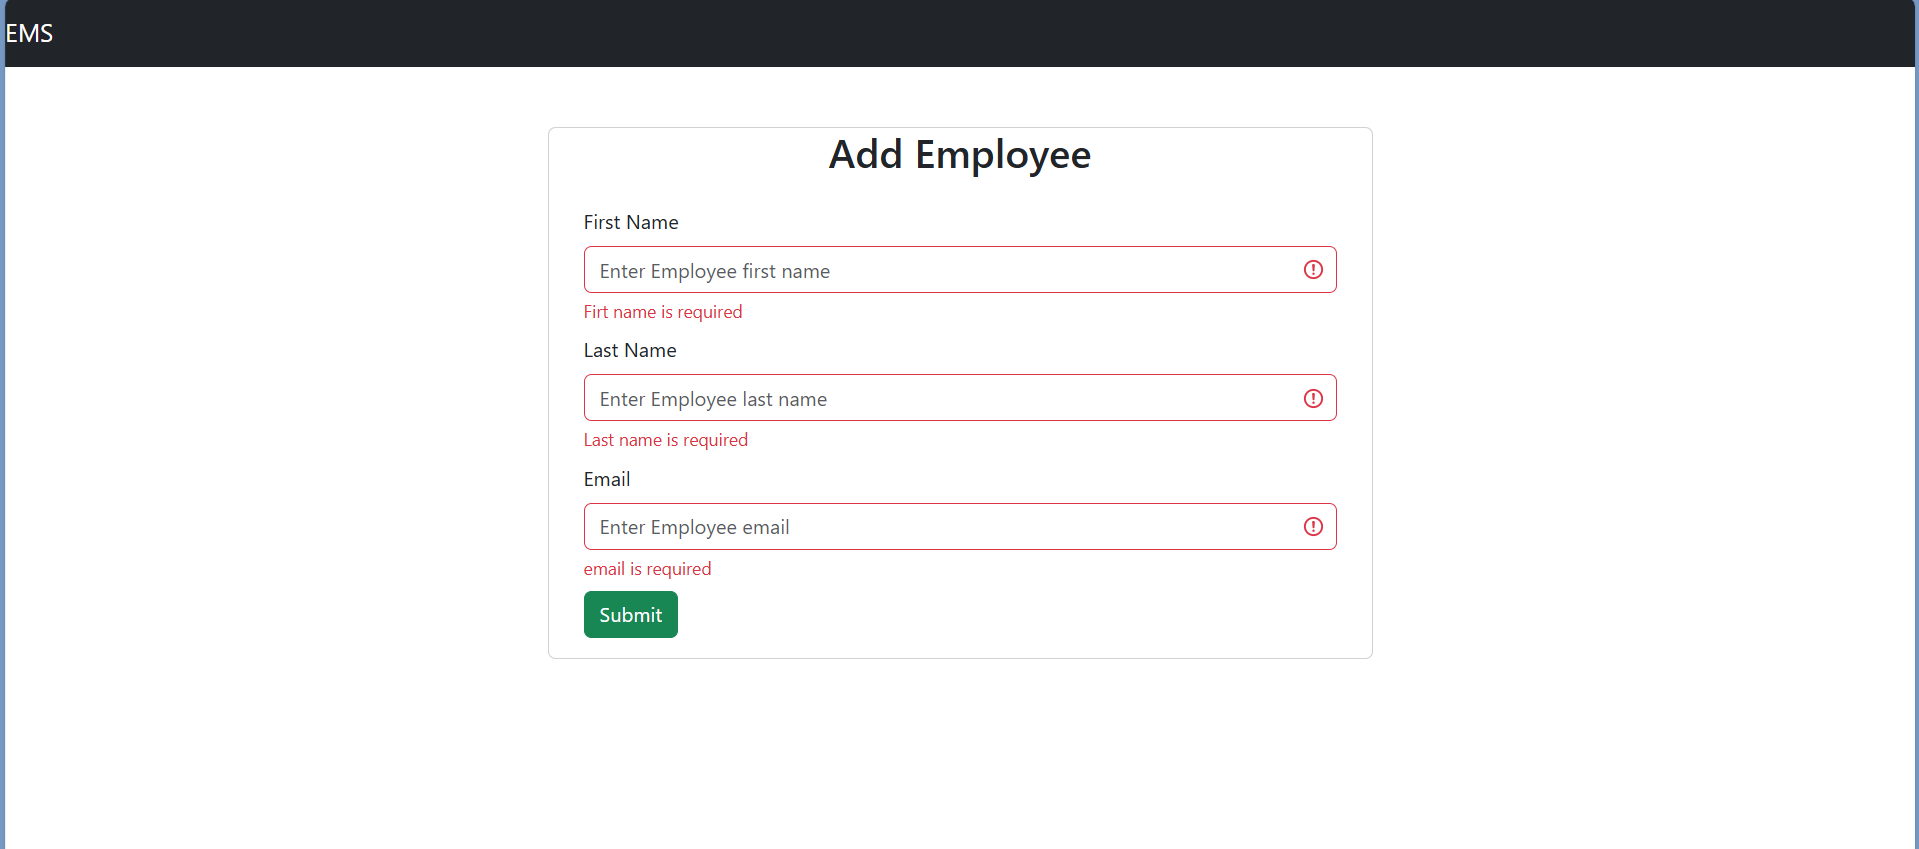 EMS
Add Employee
First Name
Enter Employee first name
Firt name is required
Last Name
Enter Employee last name
Last name is required
Email
Enter Employee email
email is required
Submit